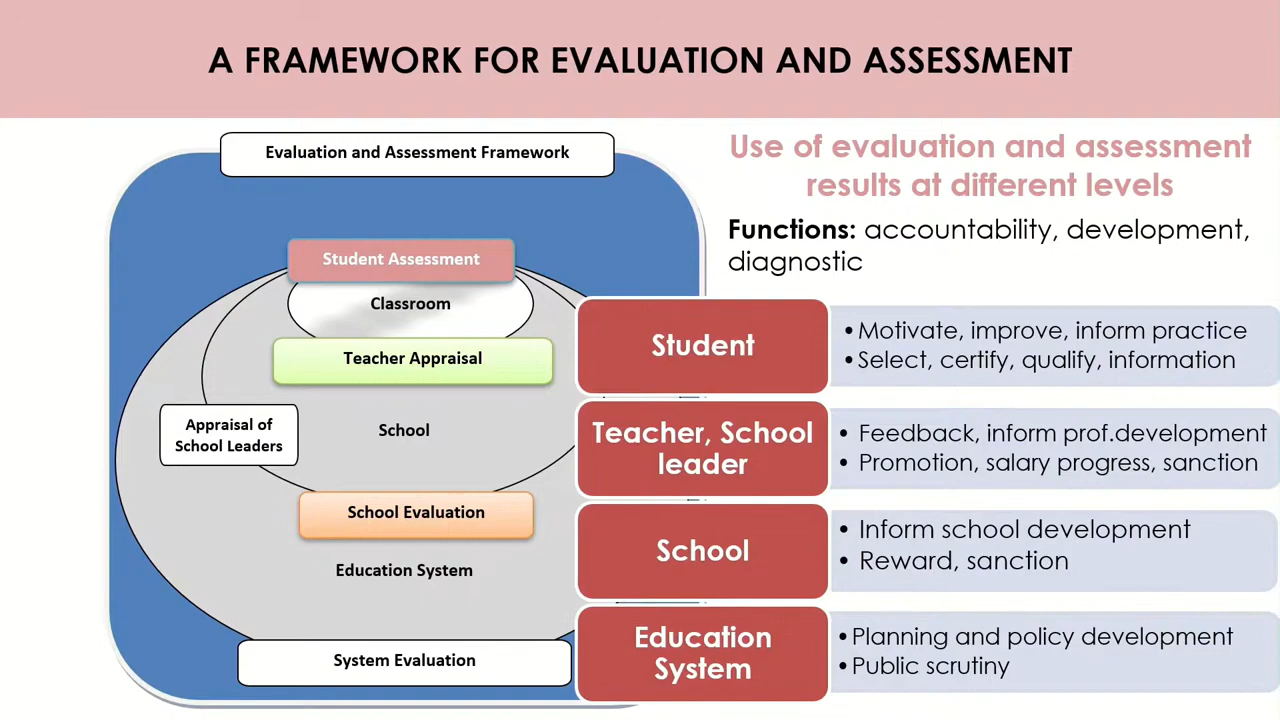 A FRAMEWORK FOR EVALUATION AND ASSESSMENT
Evaluation and Assessment Framework
Student Assessment
Classroom
Teacher Appraisal
Appraisal of
School Leaders
School
School Evaluation
Education System
System Evaluation
Use of evaluation and assessment
results at different levels
Functions: accountability, development,
diagnostic
Student
• Motivate, improve, inform practice
• Select, certify, qualify, information
Teacher, School
leader
• Feedback, inform prof.development
• Promotion, salary progress, sanction
School
• Inform school development
• Reward, sanction
Education
System
• Planning and policy development
• Public scrutiny